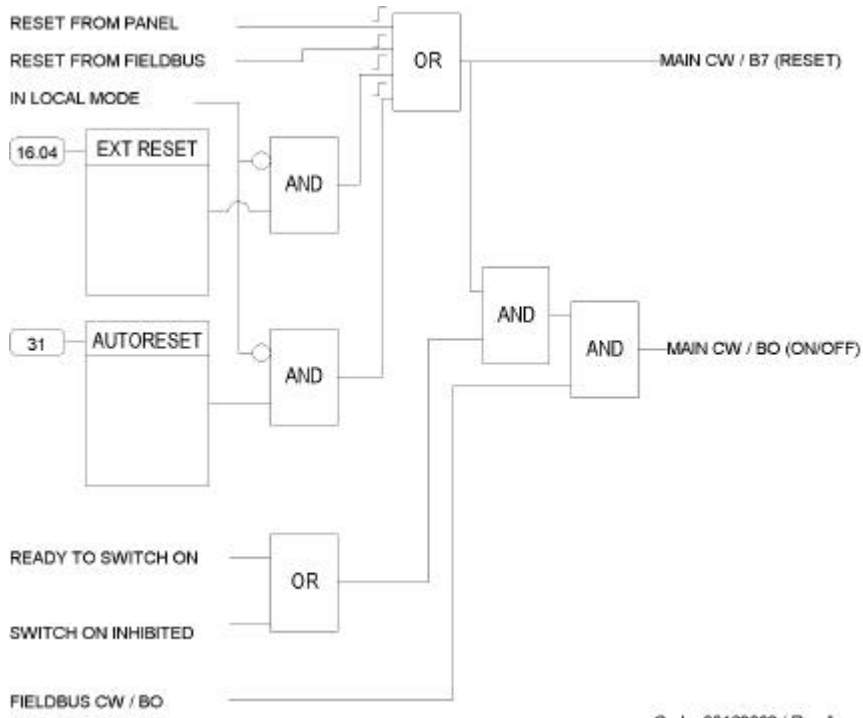 RESET FROM PANEL
RESET FROM FIELDBUS
OR
MAIN CW / B7 (RESET)
IN LOCAL MODE
16.04
EXT RESET
AND
AND
31
AUTORESET
AND
AND
MAIN CW / BO (ON/OFF)
READY TO SWITCH ON
OR
SWITCH ON INHIBITED
FIELDBUS CW / BO